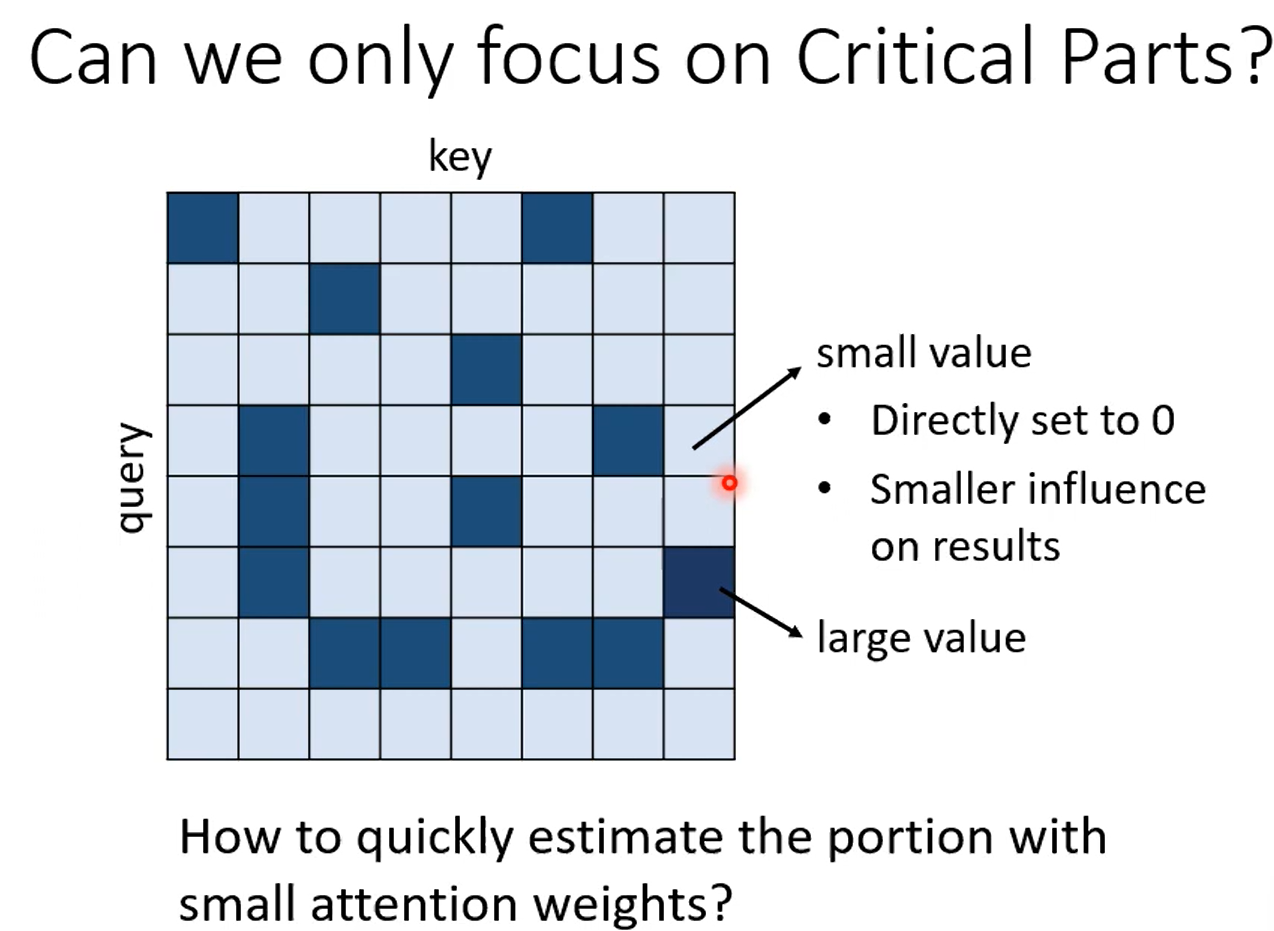 Can we only focus on Critical Parts?
key
query
small value
• Directly set to 0
• Smaller influence
on results
large value
How to quickly estimate the portion with
small attention weights?